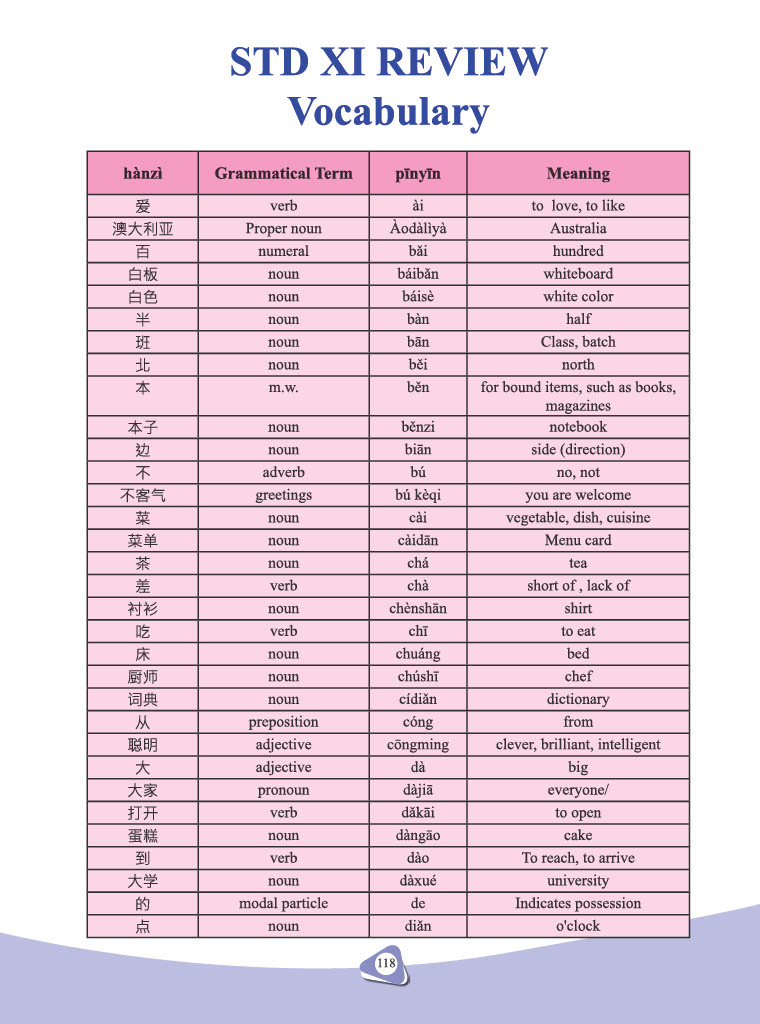 STD XI REVIEW
Vocabulary
hànzì Grammatical Term pīnyīn Meaning
爱 verb ài to love, to like
澳大利亚 Proper noun Àodàlìyà Australia
百 numeral bǎi hundred
白板 noun báibǎn whiteboard
白色 noun báisè white color
半 noun bàn half
班 noun bān Class, batch
北 noun běi north
本 m.w. běn for bound items, such as books,
magazines
本子 noun běnzi notebook
边 noun biān side (direction)
不 adverb bú no, not
不客气 greetings bú kèqi you are welcome
菜 noun cài vegetable, dish, cuisine
菜单 noun càidān Menu card
茶 noun chá tea
差 verb chà short of , lack of
衬衫 noun chènshān shirt
吃 verb chī to eat
床 noun chuáng bed
厨师 noun chúshī chef
词典 noun cídiǎn dictionary
从 preposition cóng from
聪明 adjective cōngming clever, brilliant, intelligent
大 adjective dà big
大家 pronoun dàjiā everyone/
打开 verb dǎkāi to open
蛋糕 noun dàngāo cake
到 verb dào To reach, to arrive
大学 noun dàxué university
的 modal particle de Indicates possession
点 noun diǎn o'clock
118